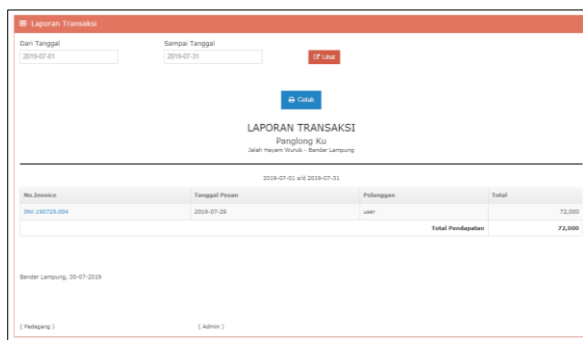 Laporan Transaksi
Dari Tanggal Sampai Tanggal
2019-07-01 2019-07-31 Lihat
Cetak
LAPORAN TRANSAKSI
Panglong Ku
Jalah Hayam Wuruk - Bandar Lampung
2019-07-01 s/d 2019-07-31
No.Invoice Tanggal Pesan Pelanggan Total
INV.190729.004 2019-07-29 user 72,000
Total Pendapatan 72,000
Bandar Lampung, 30-07-2019
( Pedagang ) ( Admin )